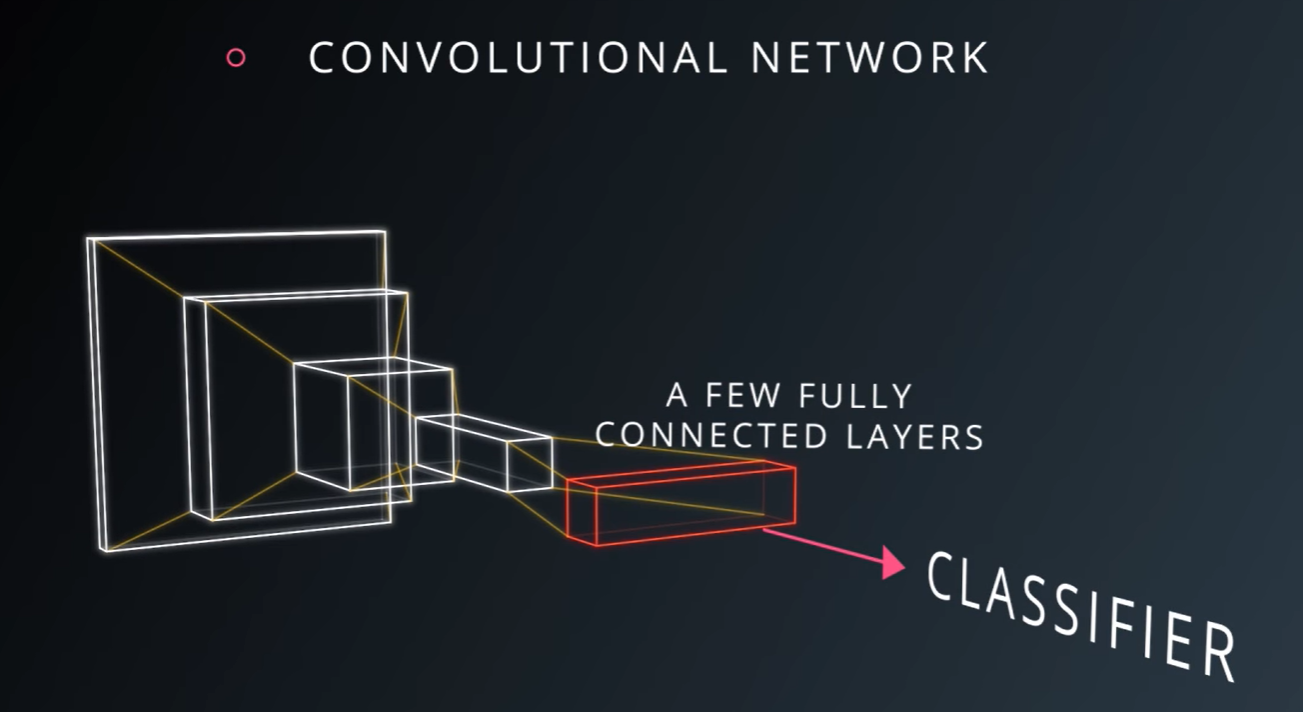 CONVOLUTIONAL NETWORK
A FEW FULLY
CONNECTED LAYERS
CLASSIFIER